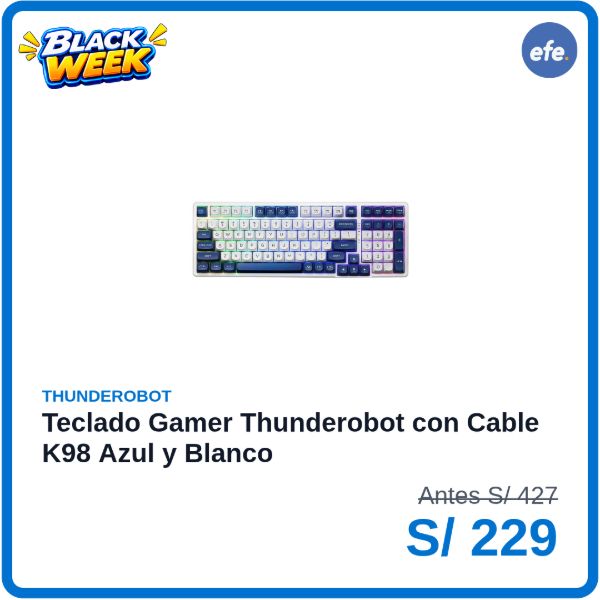 BLACK
WEEK
efe.
THUNDEROBOT
Teclado Gamer Thunderobot con Cable
K98 Azul y Blanco
Antes S/ 427
S/ 229